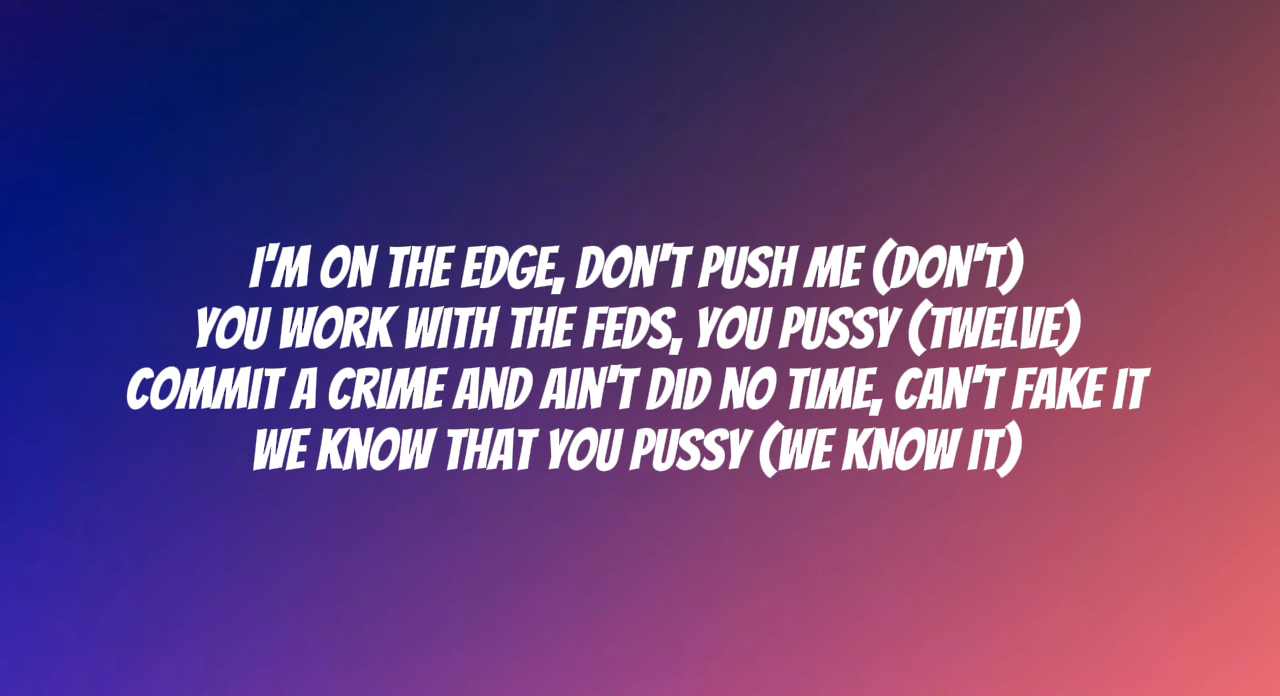 I'M ON THE EDGE, DON'T PUSH ME (DON'T)
YOU WORK WITH THE FEDS, YOU PUSSY (TWELVE)
COMMIT A CRIME AND AIN'T DID NO TIME, CAN'T FAKE IT
WE KNOW THAT YOU PUSSY (WE KNOW IT)